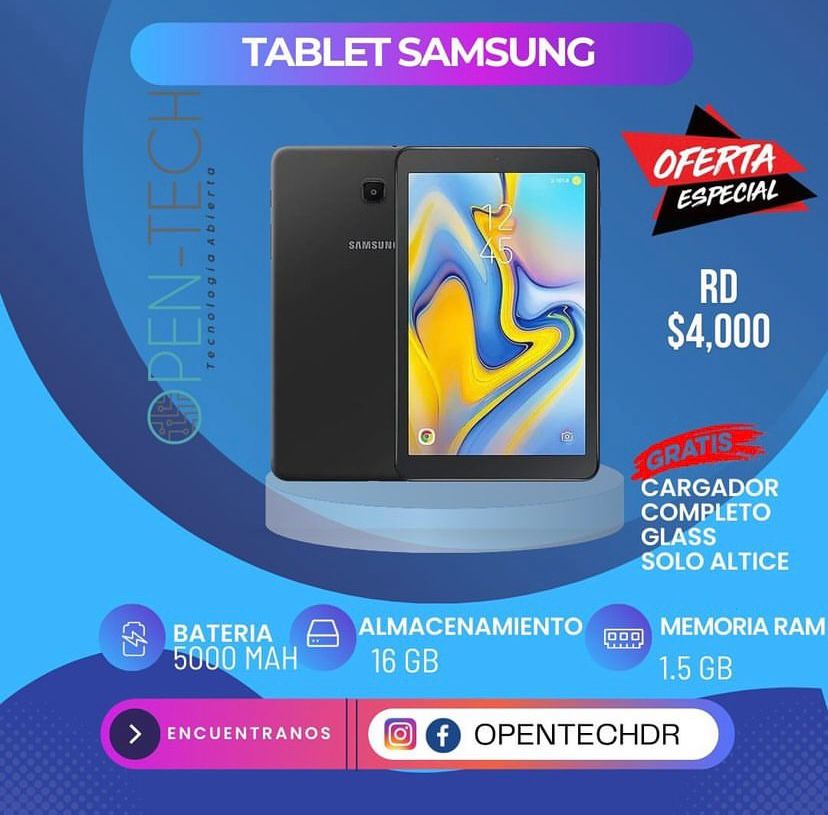 TABLET SAMSUNG
OPEN-TECH
Tecnología Abierta
SAMSUN
12
45
OFERTA
ESPECIAL
RD
$4,000
GRATIS
CARGADOR
COMPLETO
GLASS
SOLO ALTICE
BATERIA
5000 MAH
ALMACENAMIENTO
16 GB
MEMORIA RAM
1.5 GB
ENCUENTRANOS
OPENTECHDR